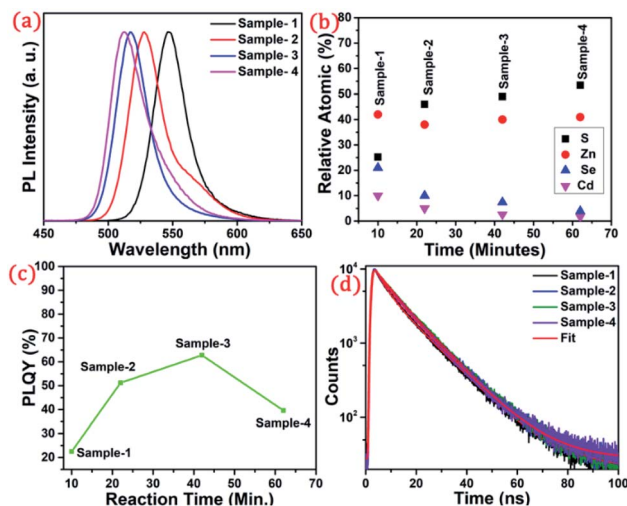 (a)
Sample- 1
Sample- 2
Sample- 3
Sample- 4
PL Intensity (a. u.)
450 500 550 600 650
Wavelength (nm)
(b)
80
70
60
50
40
30
20
10
0
Relative Atomic (%)
Sample-1
Sample-2
Sample-3
Sample-4
S
Zn
Se
Cd
0 10 20 30 40 50 60 70
Time (Minutes)
(c)
100
90
80
70
60
50
40
30
20
PLQY (%)
Sample-1
Sample-2
Sample-3
Sample-4
10 20 30 40 50 60 70
Reaction Time (Min.)
(d)
10⁴
10³
10²
Counts
Sample-1
Sample-2
Sample-3
Sample-4
Fit
0 20 40 60 80 100
Time (ns)